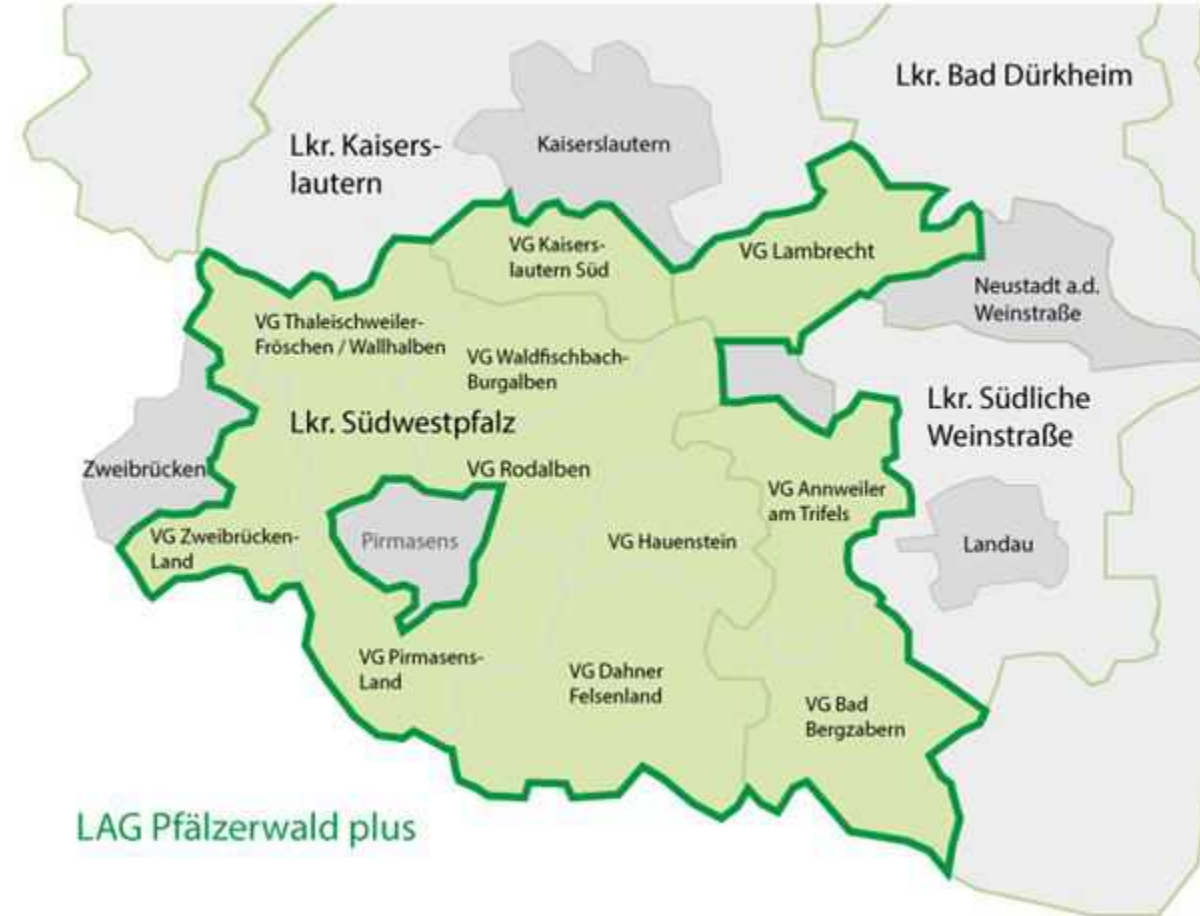 Lkr. Bad Dürkheim
Lkr. Kaisers-
lautern
Kaiserslautern
VG Kaisers-
lautern Süd
VG Lambrecht
Neustadt a.d.
Weinstraße
VG Thaleischweiler-
Fröschen / Wallhalben
VG Waldfischbach-
Burgalben
Lkr. Südwestpfalz
Lkr. Südliche
Weinstraße
Zweibrücken
VG Rodalben
VG Annweiler
am Trifels
VG Zweibrücken-
Land
Pirmasens
VG Hauenstein
Landau
VG Pirmasens-
Land
VG Dahner
Felsenland
VG Bad
Bergzabern
LAG Pfälzerwald plus